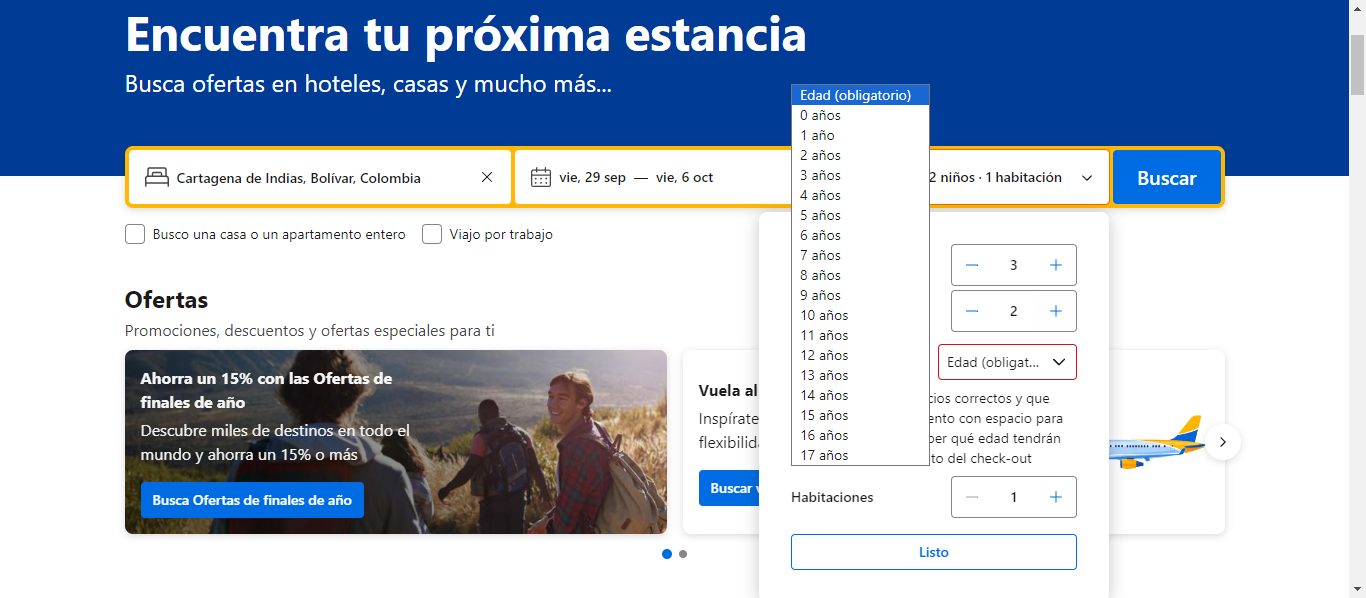 Encuentra tu próxima estancia
Busca ofertas en hoteles, casas y mucho más...
Cartagena de Indias, Bolívar, Colombia
vie, 29 sep — vie, 6 oct
2 niños · 1 habitación
Buscar
Busco una casa o un apartamento entero
Viajo por trabajo
Edad (obligatorio)
0 años
1 año
2 años
3 años
4 años
5 años
6 años
7 años
8 años
9 años
10 años
11 años
12 años
13 años
14 años
15 años
16 años
17 años
3
2
Edad (obligat...
cios correctos y que
ento con espacio para
ber qué edad tendrán
to del check-out
Habitaciones
1
Listo
Ofertas
Promociones, descuentos y ofertas especiales para ti
Ahorra un 15% con las Ofertas de
finales de año
Descubre miles de destinos en todo el
mundo y ahorra un 15% o más
Busca Ofertas de finales de año
Vuela al
Inspírate
flexibilida
Buscar